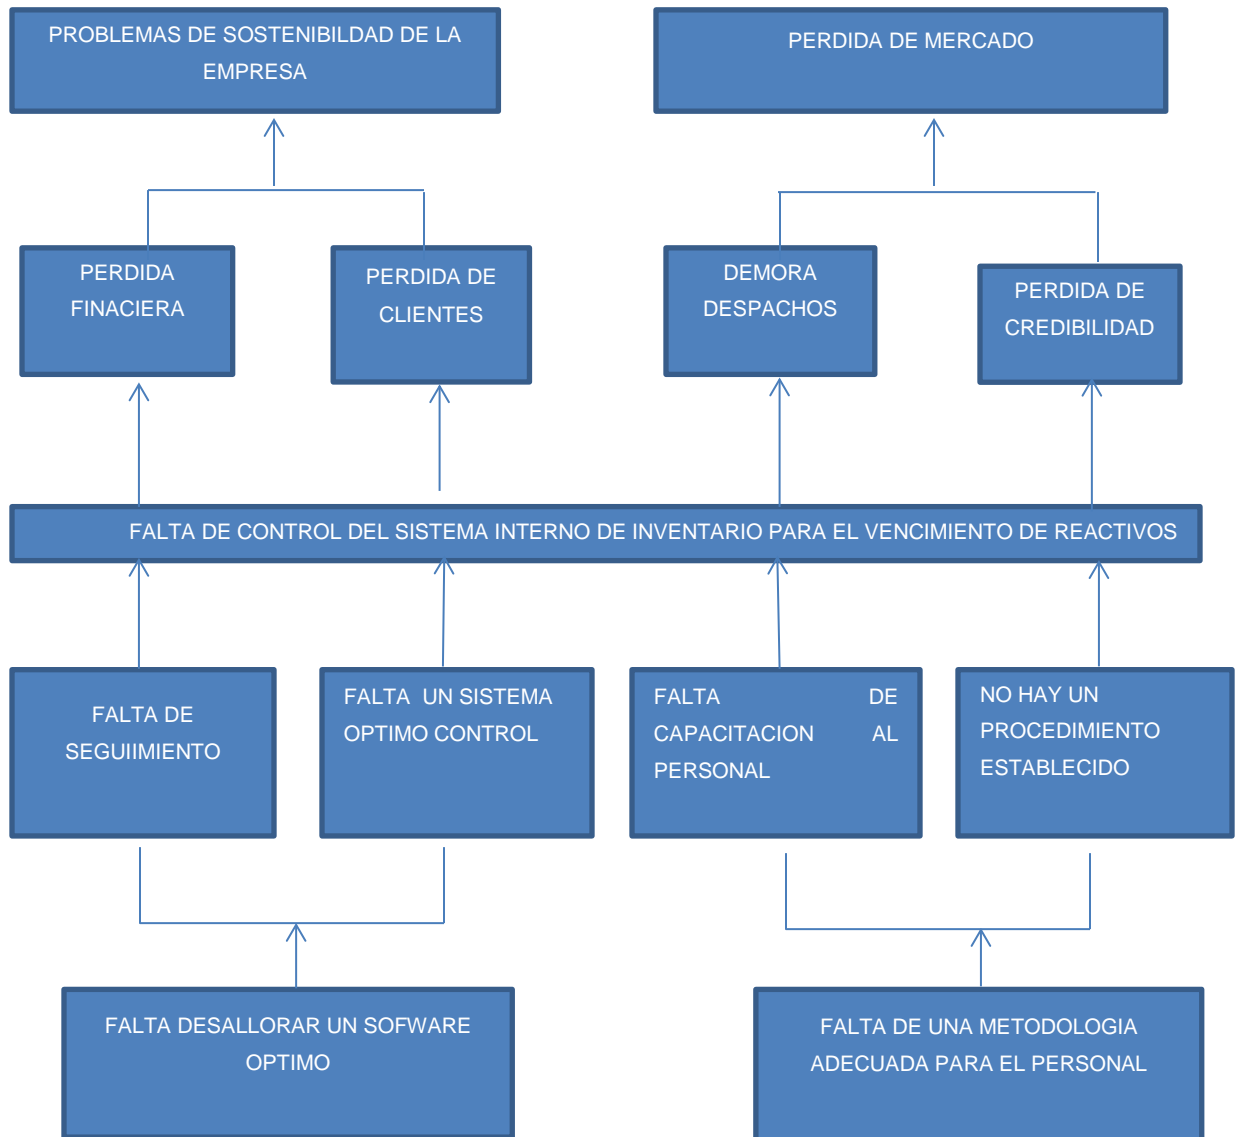 PROBLEMAS DE SOSTENIBILDAD DE LA
EMPRESA
PERDIDA DE MERCADO
PERDIDA
FINACIERA
PERDIDA DE
CLIENTES
DEMORA
DESPACHOS
PERDIDA DE
CREDIBILIDAD
FALTA DE CONTROL DEL SISTEMA INTERNO DE INVENTARIO PARA EL VENCIMIENTO DE REACTIVOS
FALTA DE
SEGUIIMIENTO
FALTA UN SISTEMA
OPTIMO CONTROL
FALTA DE
CAPACITACION AL
PERSONAL
NO HAY UN
PROCEDIMIENTO
ESTABLECIDO
FALTA DESALLORAR UN SOFWARE
OPTIMO
FALTA DE UNA METODOLOGIA
ADECUADA PARA EL PERSONAL